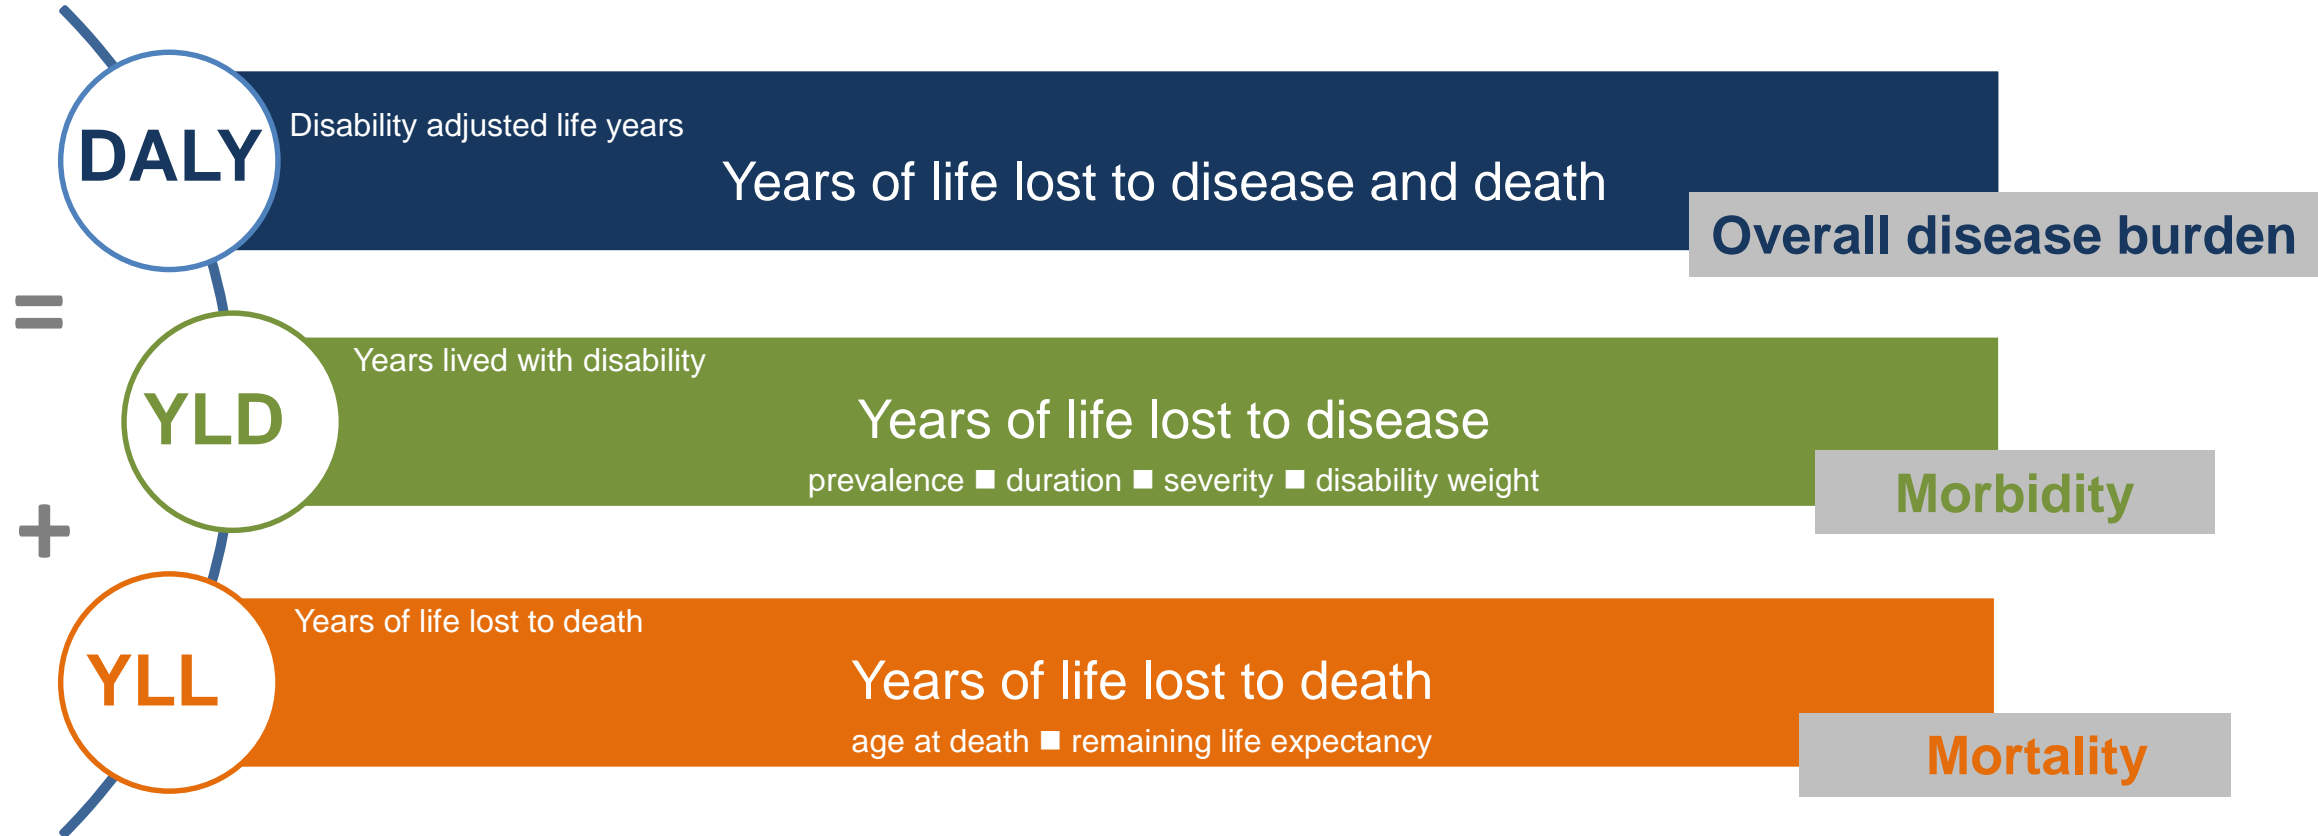 DALY
Disability adjusted life years
Years of life lost to disease and death
Overall disease burden
=
YLD
Years lived with disability
Years of life lost to disease
prevalence ■ duration ■ severity ■ disability weight
Morbidity
+
YLL
Years of life lost to death
Years of life lost to death
age at death ■ remaining life expectancy
Mortality